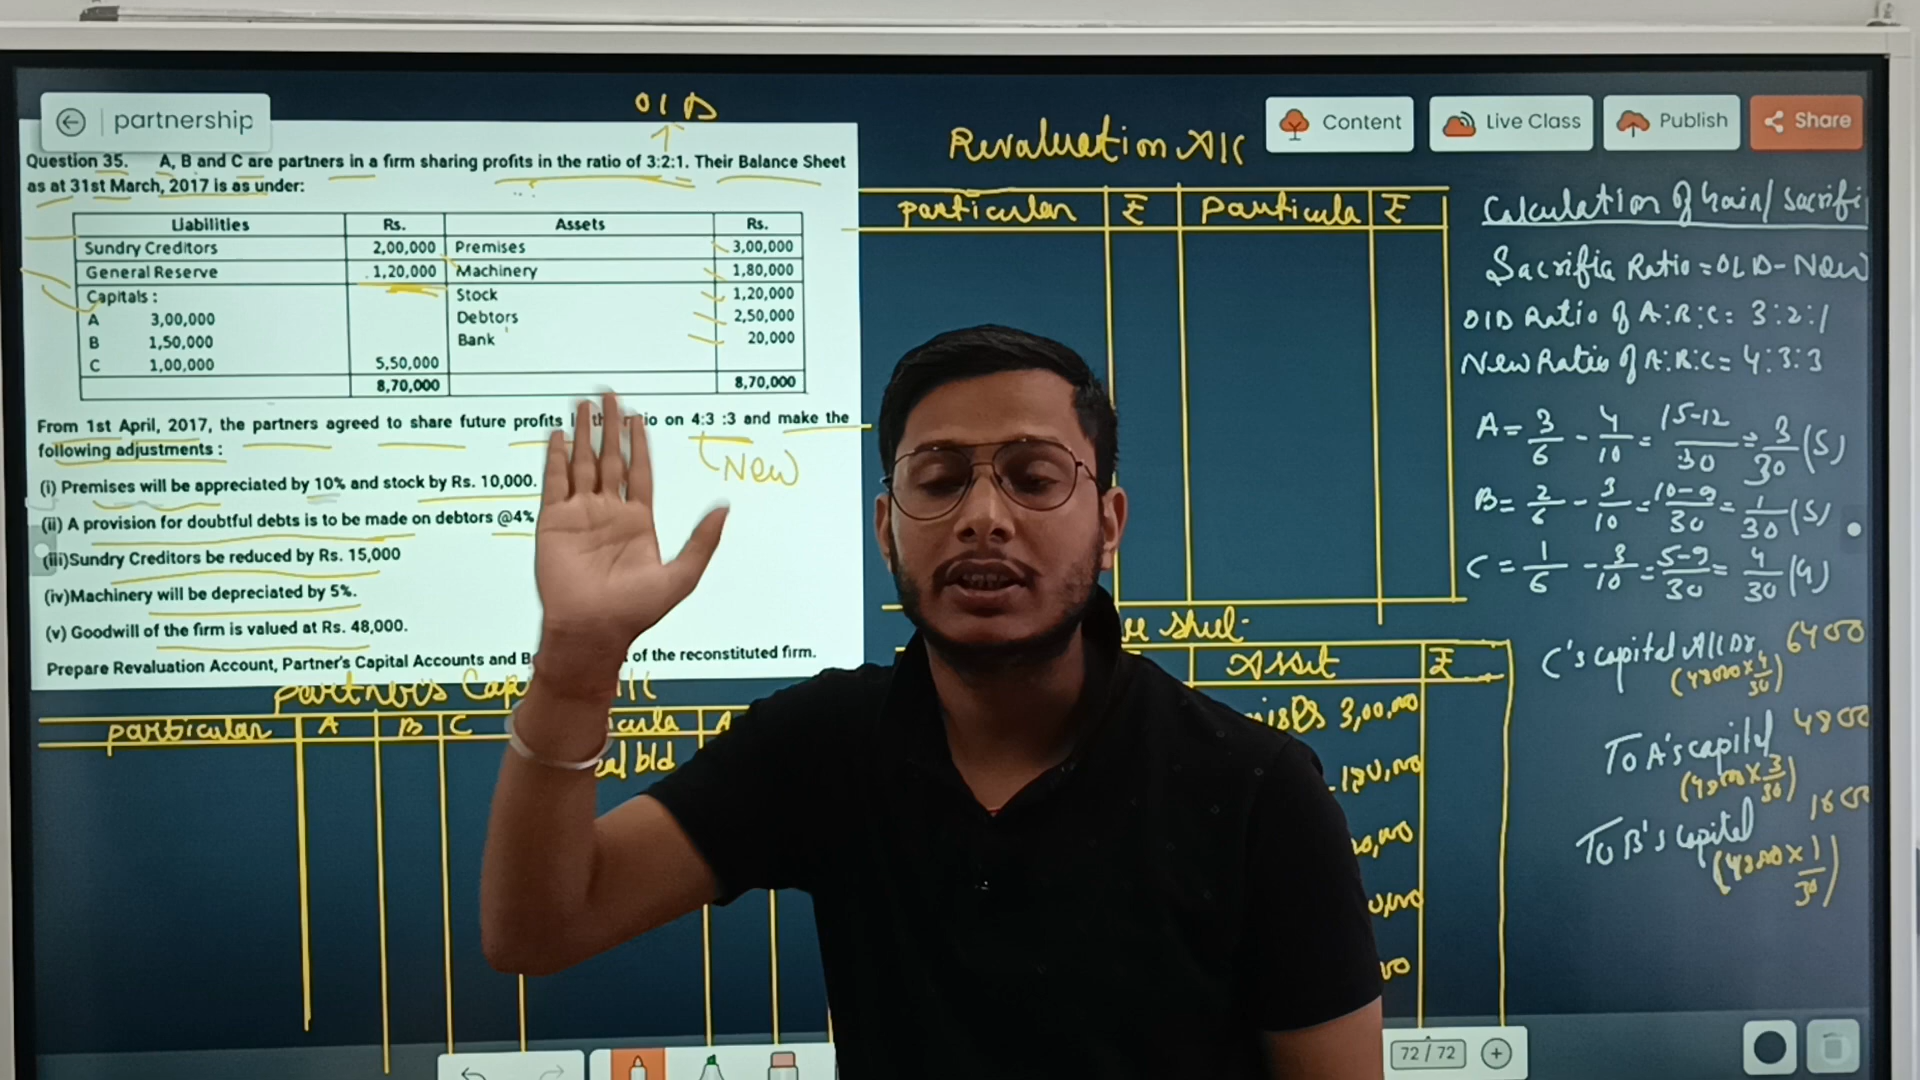 partnership
Content
Live Class
Publish
Share
OLD
Question 35. A, B and C are partners in a firm sharing profits in the ratio of 3:2:1. Their Balance Sheet
as at 31st March, 2017 is as under:
Liabilities Rs. Assets Rs.
Sundry Creditors 2,00,000 Premises 3,00,000
General Reserve 1,20,000 Machinery 1,80,000
Capitals : Stock 1,20,000
A 3,00,000 Debtors 2,50,000
B 1,50,000 Bank 20,000
C 1,00,000 5,50,000
8,70,000 8,70,000
From 1st April, 2017, the partners agreed to share future profits on 4:3 :3 and make the
following adjustments :
New
(i) Premises will be appreciated by 10% and stock by Rs. 10,000.
(ii) A provision for doubtful debts is to be made on debtors @4%
(iii)Sundry Creditors be reduced by Rs. 15,000
(iv)Machinery will be depreciated by 5%.
(v) Goodwill of the firm is valued at Rs. 48,000.
Prepare Revaluation Account, Partner's Capital Accounts and of the reconstituted firm.
Partner's Cap
particular A B C A
bld
Revaluation A/C
particular ₹ Particula ₹
Asset ₹
3,00,000
Calculation of Gain/ Sacrifi
Sacrifia Ratio = OLD - New
OLD Ratio of A:B:C = 3:2:1
New Ratio of A:B:C = 4:3:3
A = 3/6 - 4/10 = 15-12/30 = 3/30 (S)
B = 2/6 - 3/10 = 10-9/30 = 1/30 (S)
C = 1/6 - 3/10 = 5-9/30 = 4/30 (G)
C's capital A/C Dr 6400
(48000 x 4/30)
To A's capital 4800
(48000 x 3/30)
To B's capital 1600
(48000 x 1/30)
72 / 72